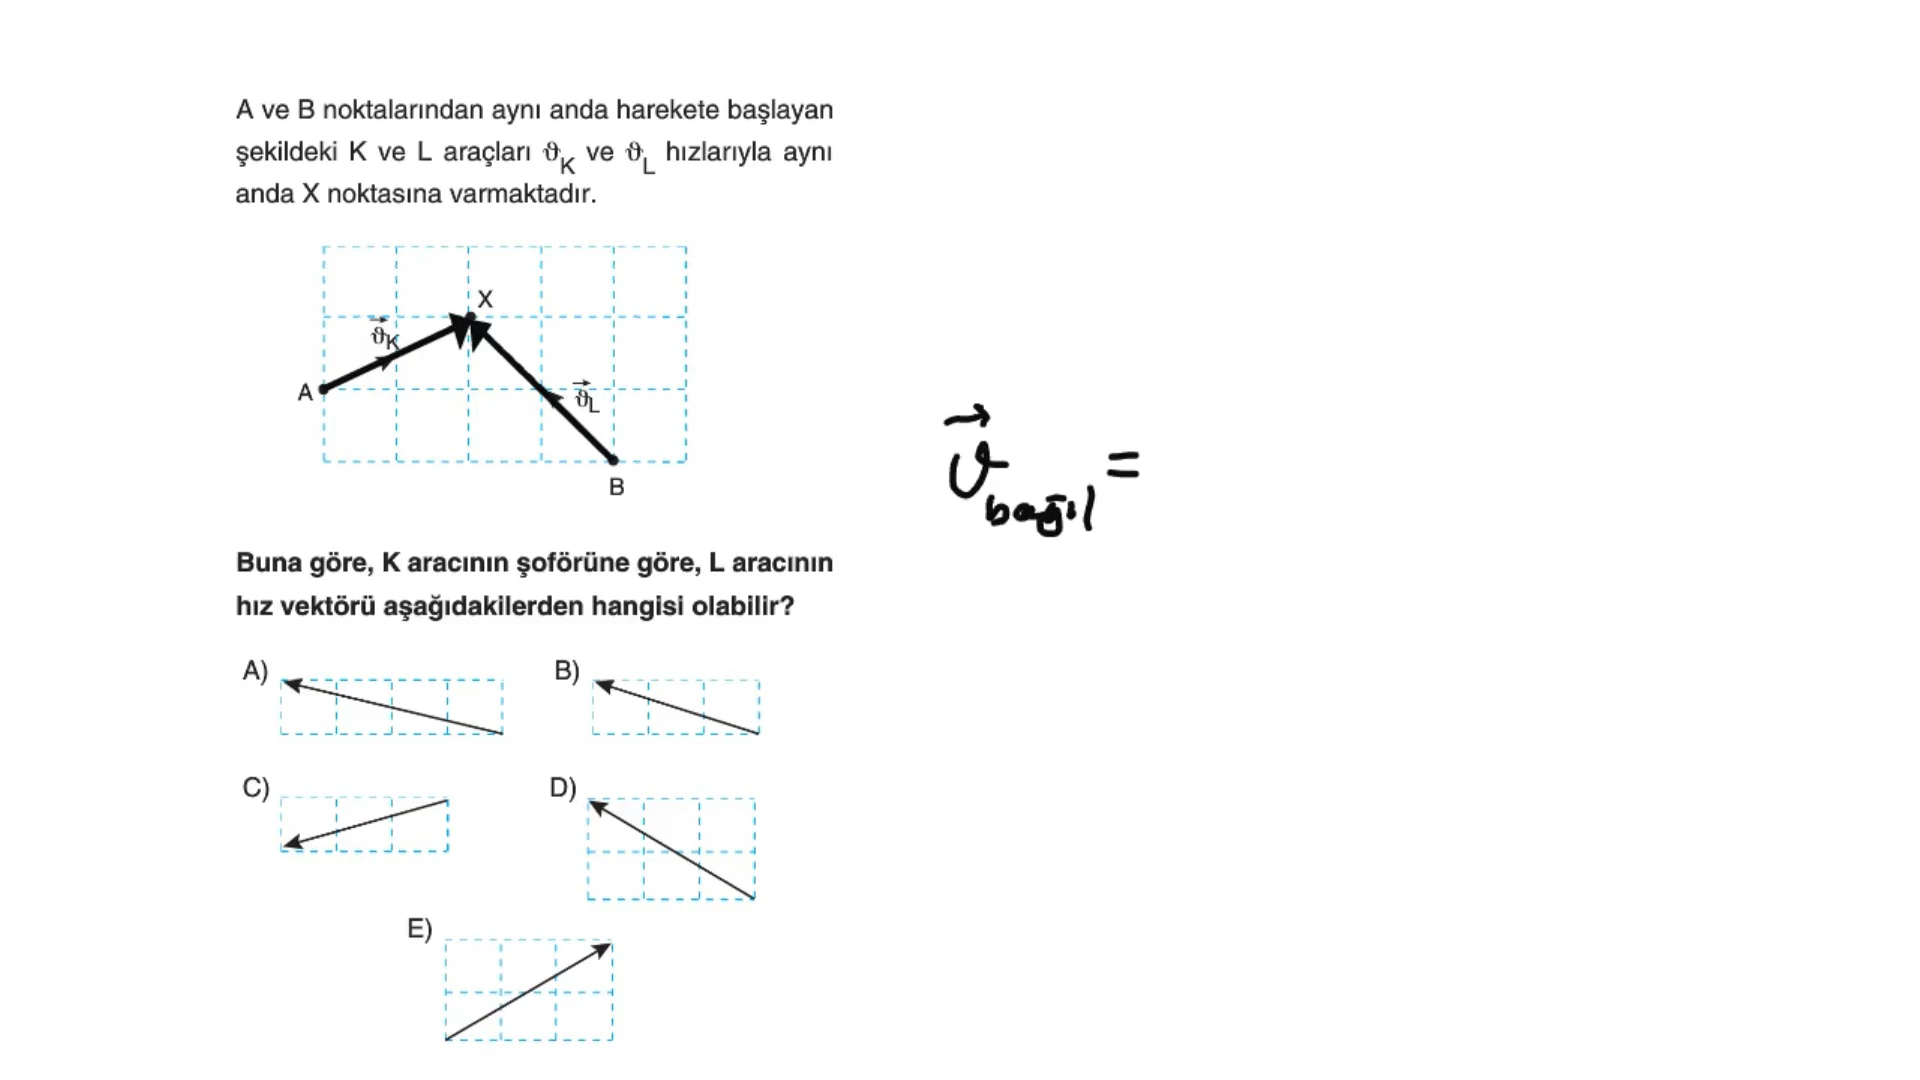 A ve B noktalarından aynı anda harekete başlayan
şekildeki K ve L araçları ϑK ve ϑL hızlarıyla aynı
anda X noktasına varmaktadır.
X
ϑK
A
ϑL
B
ϑbağıl =
Buna göre, K aracının şoförüne göre, L aracının
hız vektörü aşağıdakilerden hangisi olabilir?
A)
B)
C)
D)
E)